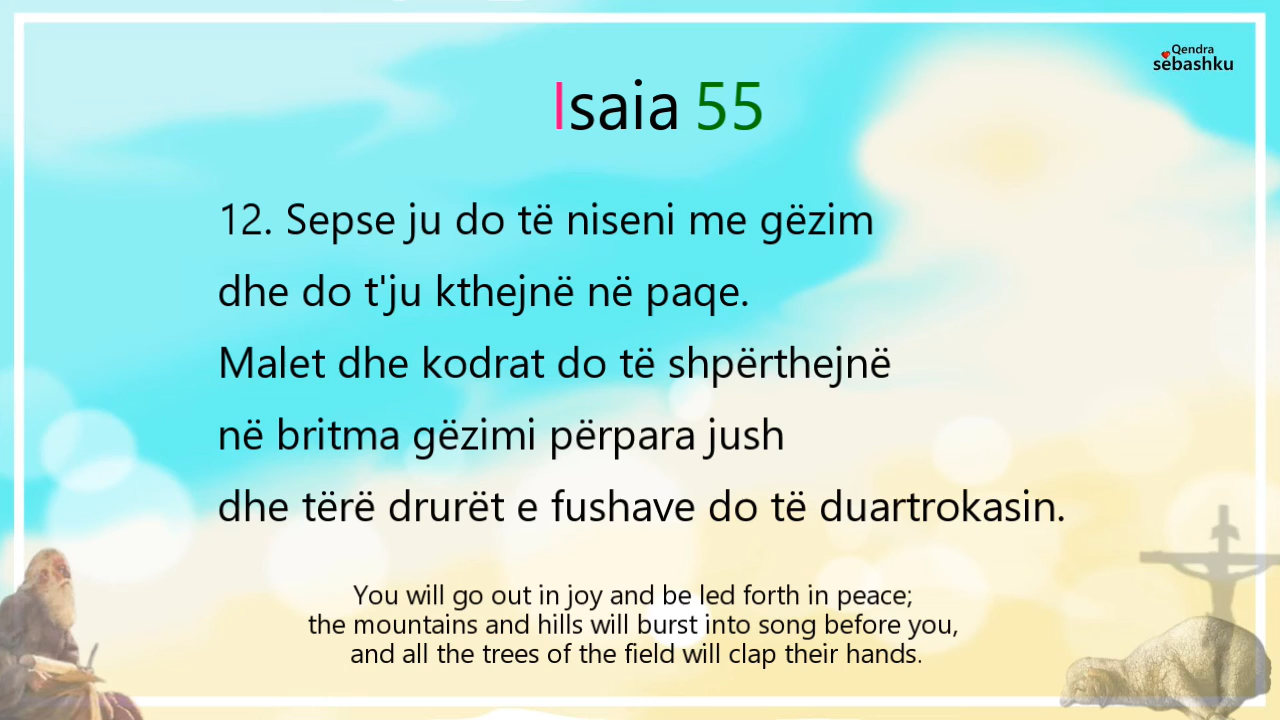 Qendra
sëbashku
Isaia 55
12. Sepse ju do të niseni me gëzim
dhe do t'ju kthejnë në paqe.
Malet dhe kodrat do të shpërthejnë
në britma gëzimi përpara jush
dhe tërë drurët e fushave do të duartrokasin.
You will go out in joy and be led forth in peace;
the mountains and hills will burst into song before you,
and all the trees of the field will clap their hands.